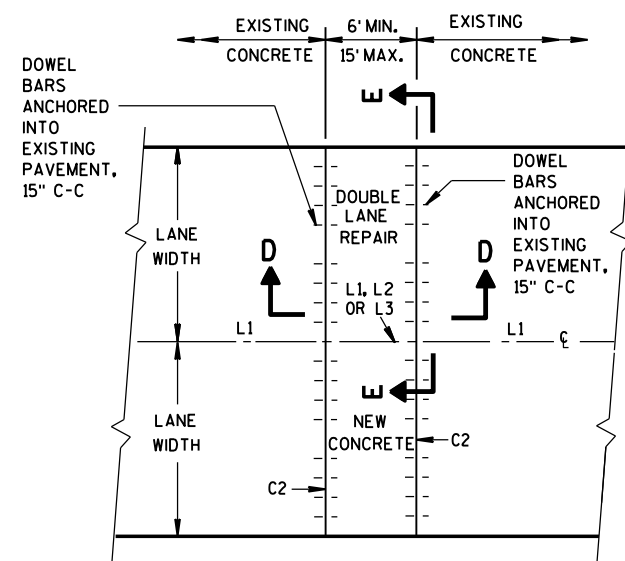 EXISTING
CONCRETE
6' MIN.
15' MAX.
EXISTING
CONCRETE
DOWEL
BARS
ANCHORED
INTO
EXISTING
PAVEMENT,
15" C-C
E
DOWEL
BARS
ANCHORED
INTO
EXISTING
PAVEMENT,
15" C-C
DOUBLE
LANE
REPAIR
LANE
WIDTH
D
D
L1, L2
OR L3
L1
L1
℄
E
LANE
WIDTH
NEW
CONCRETE
C2
C2